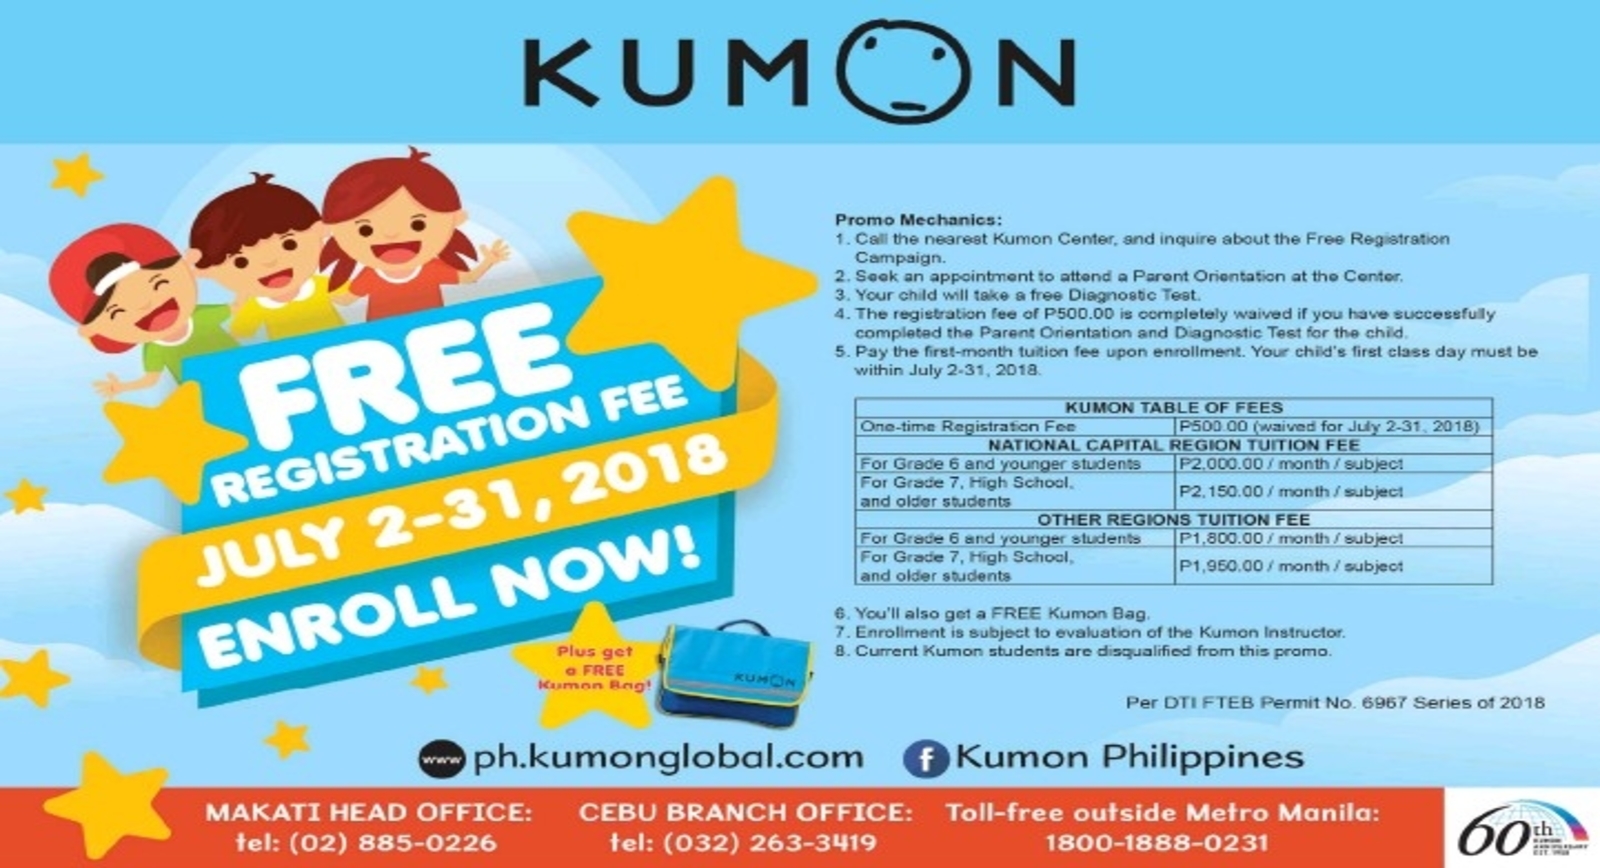 KUMON
FREE
REGISTRATION FEE
JULY 2-31, 2018
ENROLL NOW!
Plus get
a FREE
Kumon Bag!
KUMON
Promo Mechanics:
1. Call the nearest Kumon Center, and inquire about the Free Registration
Campaign.
2. Seek an appointment to attend a Parent Orientation at the Center.
3. Your child will take a free Diagnostic Test.
4. The registration fee of P500.00 is completely waived if you have successfully
completed the Parent Orientation and Diagnostic Test for the child.
5. Pay the first-month tuition fee upon enrollment. Your child's first class day must be
within July 2-31, 2018.
KUMON TABLE OF FEES
One-time Registration Fee P500.00 (waived for July 2-31, 2018)
NATIONAL CAPITAL REGION TUITION FEE
For Grade 6 and younger students P2,000.00 / month / subject
For Grade 7, High School,
and older students P2,150.00 / month / subject
OTHER REGIONS TUITION FEE
For Grade 6 and younger students P1,800.00 / month / subject
For Grade 7, High School,
and older students P1,950.00 / month / subject
6. You'll also get a FREE Kumon Bag.
7. Enrollment is subject to evaluation of the Kumon Instructor.
8. Current Kumon students are disqualified from this promo.
Per DTI FTEB Permit No. 6967 Series of 2018
www ph.kumonglobal.com f Kumon Philippines
MAKATI HEAD OFFICE: CEBU BRANCH OFFICE: Toll-free outside Metro Manila:
tel: (02) 885-0226 tel: (032) 263-3419 1800-1888-0231
60th